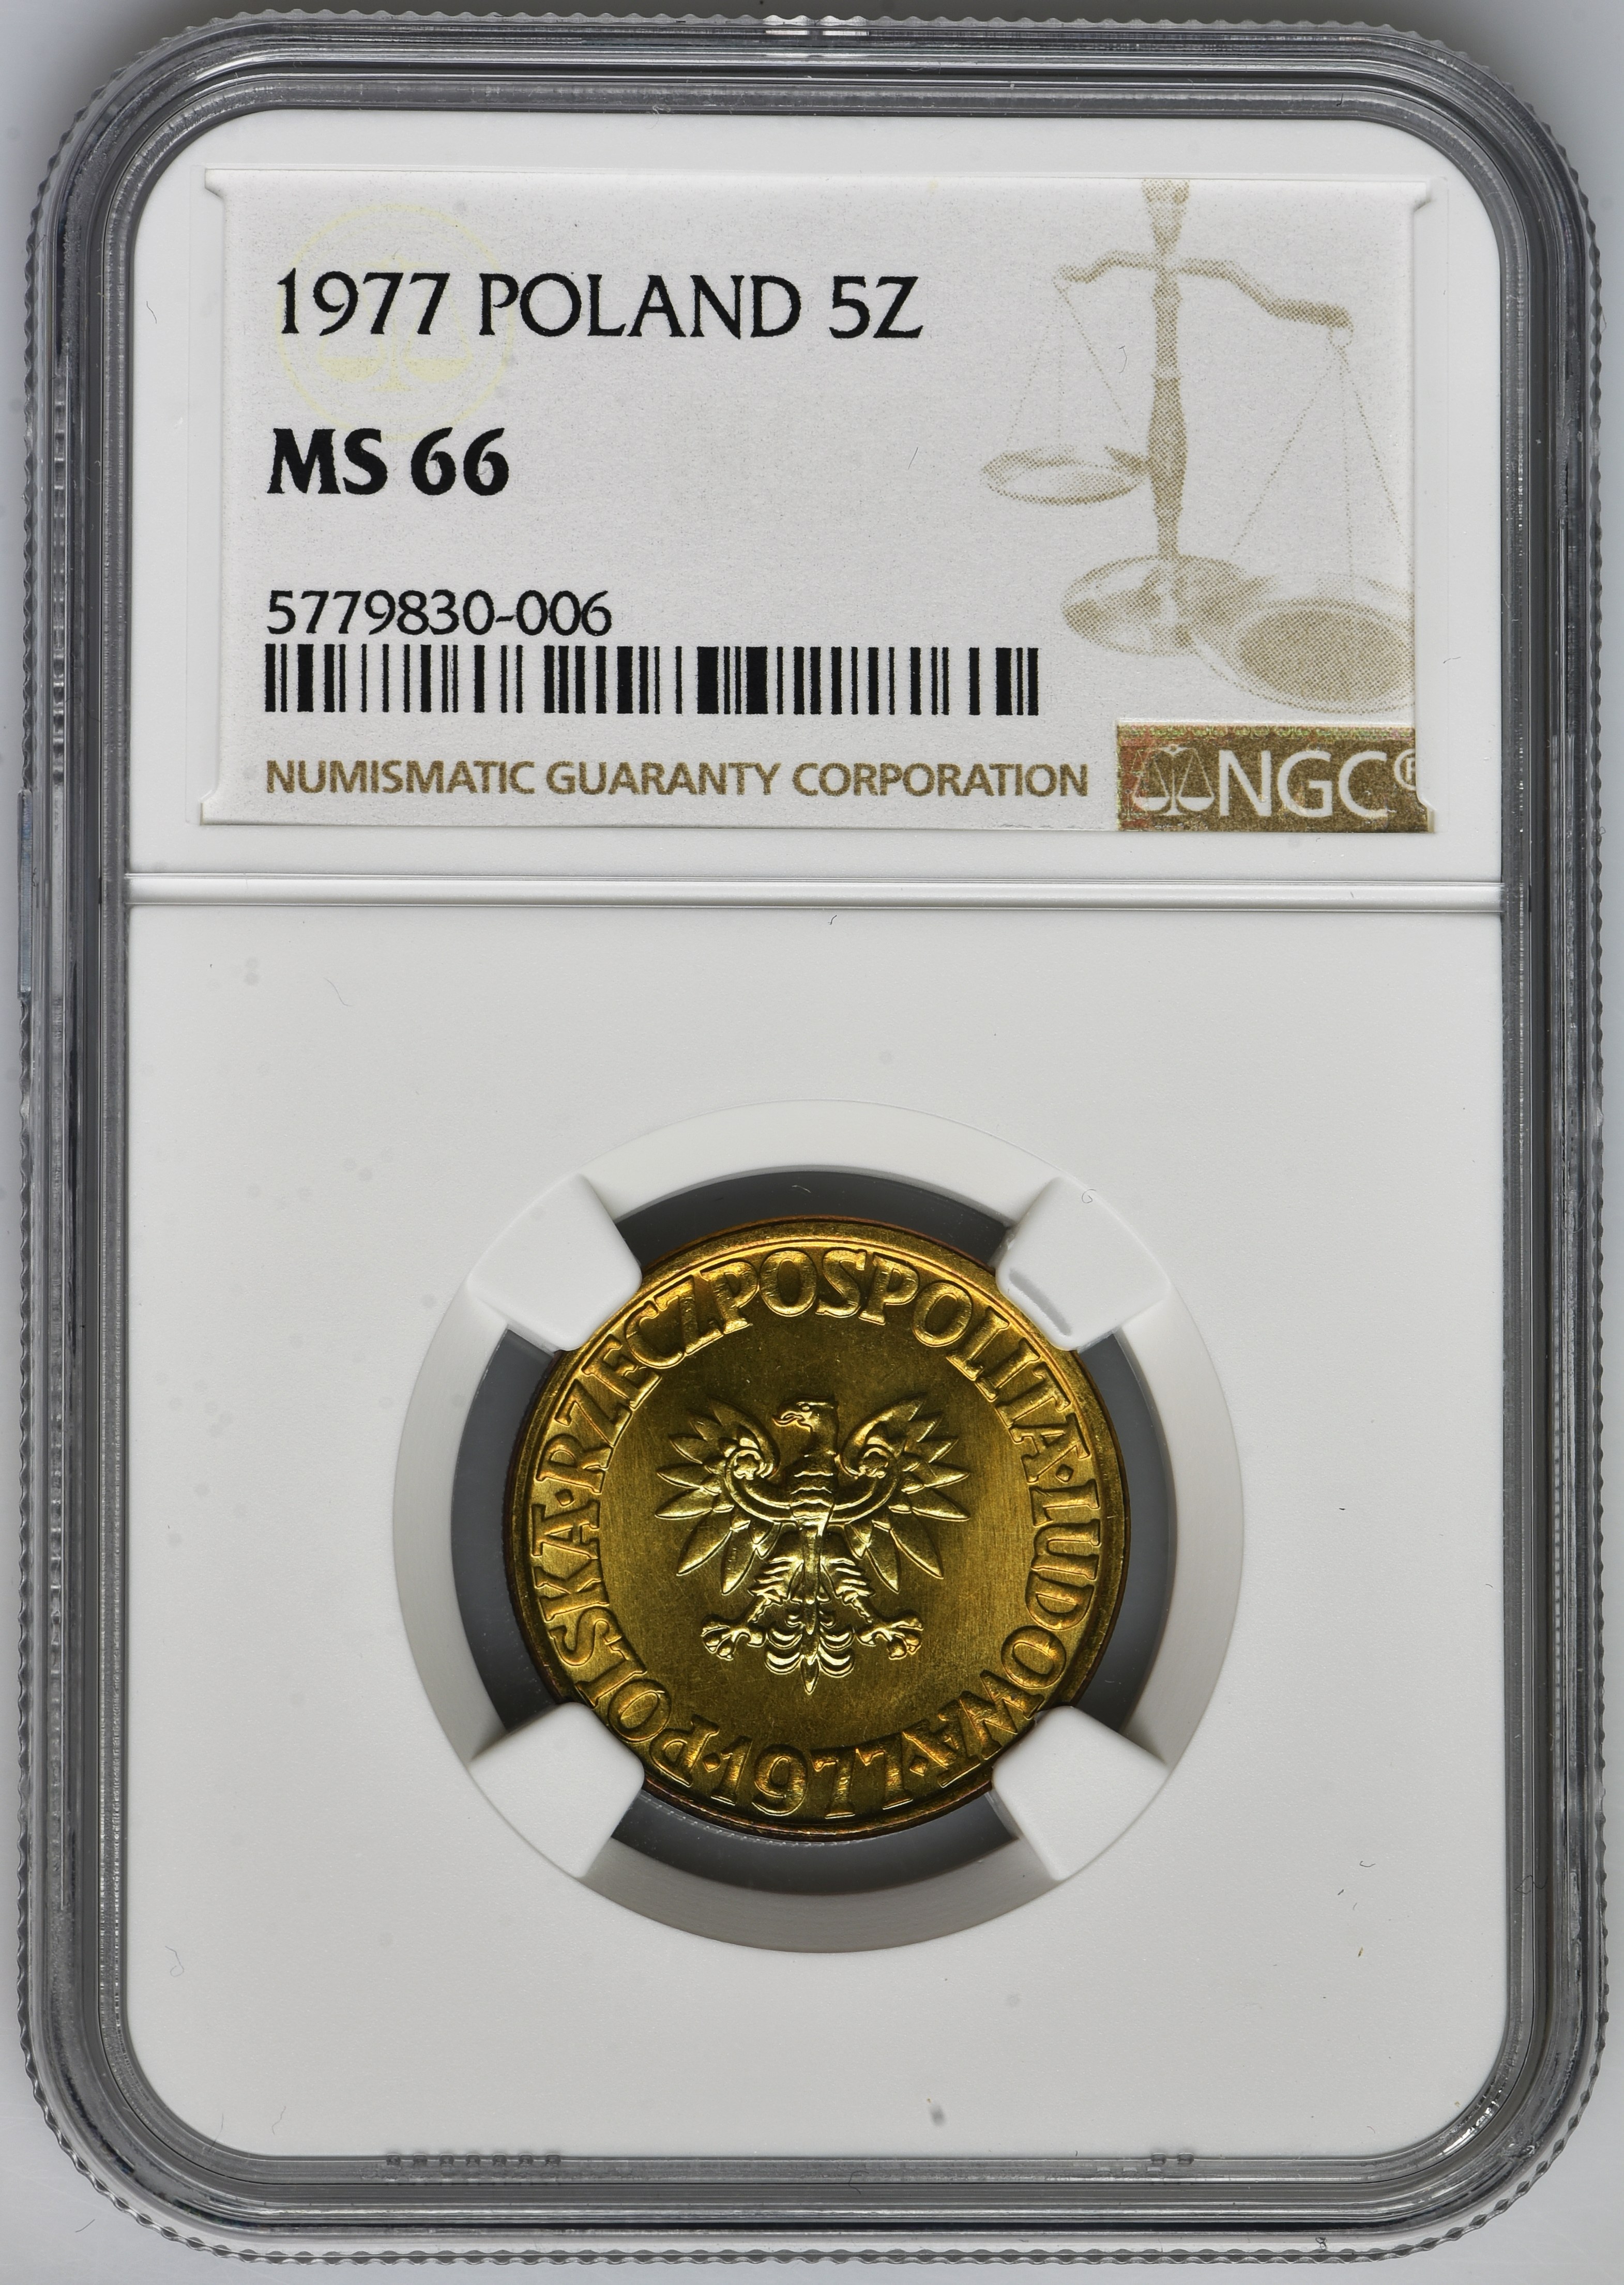 1977 POLAND 5Z
MS 66
5779830-006
NUMISMATIC GUARANTY CORPORATION
NGC®
POLSKA·RZECZPOSPOLITA·LUDOWA·1977·